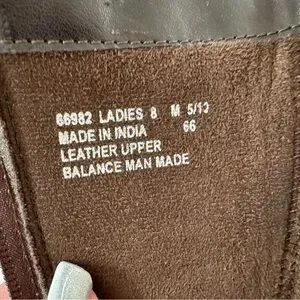 66982 LADIES 8 M 5/13
MADE IN INDIA 66
LEATHER UPPER
BALANCE MAN MADE